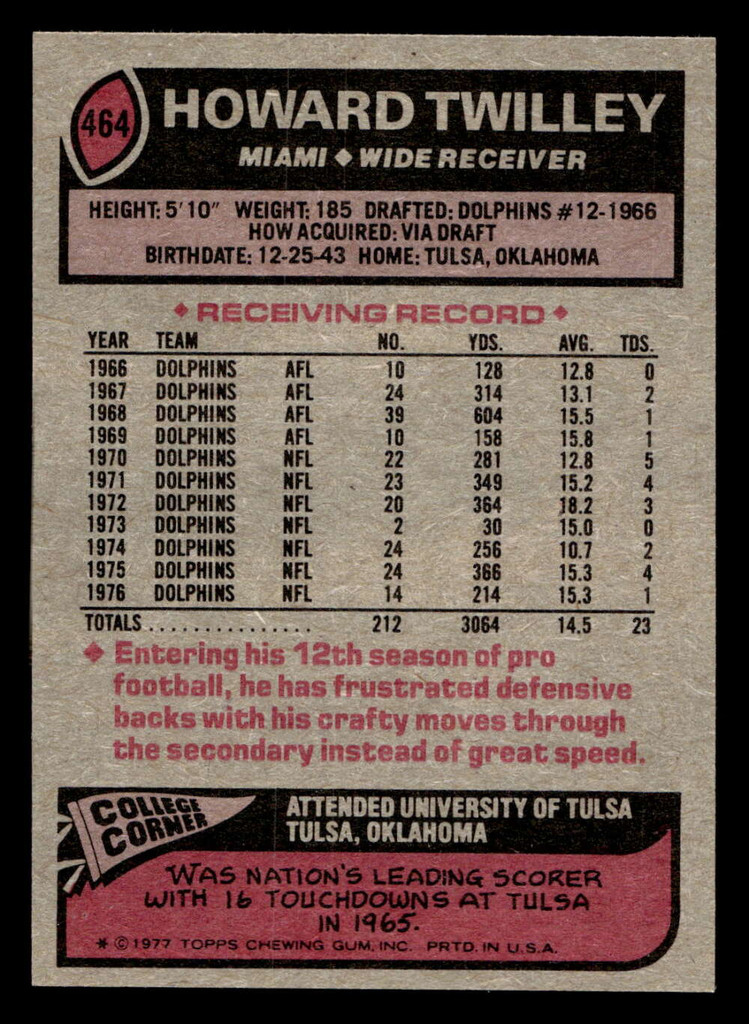 464
HOWARD TWILLEY
MIAMI ◆ WIDE RECEIVER
HEIGHT: 5'10" WEIGHT: 185 DRAFTED: DOLPHINS #12-1966
HOW ACQUIRED: VIA DRAFT
BIRTHDATE: 12-25-43 HOME: TULSA, OKLAHOMA
◆ RECEIVING RECORD ◆
YEAR TEAM NO. YDS. AVG. TDS.
1966 DOLPHINS AFL 10 128 12.8 0
1967 DOLPHINS AFL 24 314 13.1 2
1968 DOLPHINS AFL 39 604 15.5 1
1969 DOLPHINS AFL 10 158 15.8 1
1970 DOLPHINS NFL 22 281 12.8 5
1971 DOLPHINS NFL 23 349 15.2 4
1972 DOLPHINS NFL 20 364 18.2 3
1973 DOLPHINS NFL 2 30 15.0 0
1974 DOLPHINS NFL 24 256 10.7 2
1975 DOLPHINS NFL 24 366 15.3 4
1976 DOLPHINS NFL 14 214 15.3 1
TOTALS............... 212 3064 14.5 23
◆ Entering his 12th season of pro
football, he has frustrated defensive
backs with his crafty moves through
the secondary instead of great speed.
COLLEGE
CORNER
ATTENDED UNIVERSITY OF TULSA
TULSA, OKLAHOMA
WAS NATION'S LEADING SCORER
WITH 16 TOUCHDOWNS AT TULSA
IN 1965.
* © 1977 TOPPS CHEWING GUM, INC. PRTD. IN U.S.A.